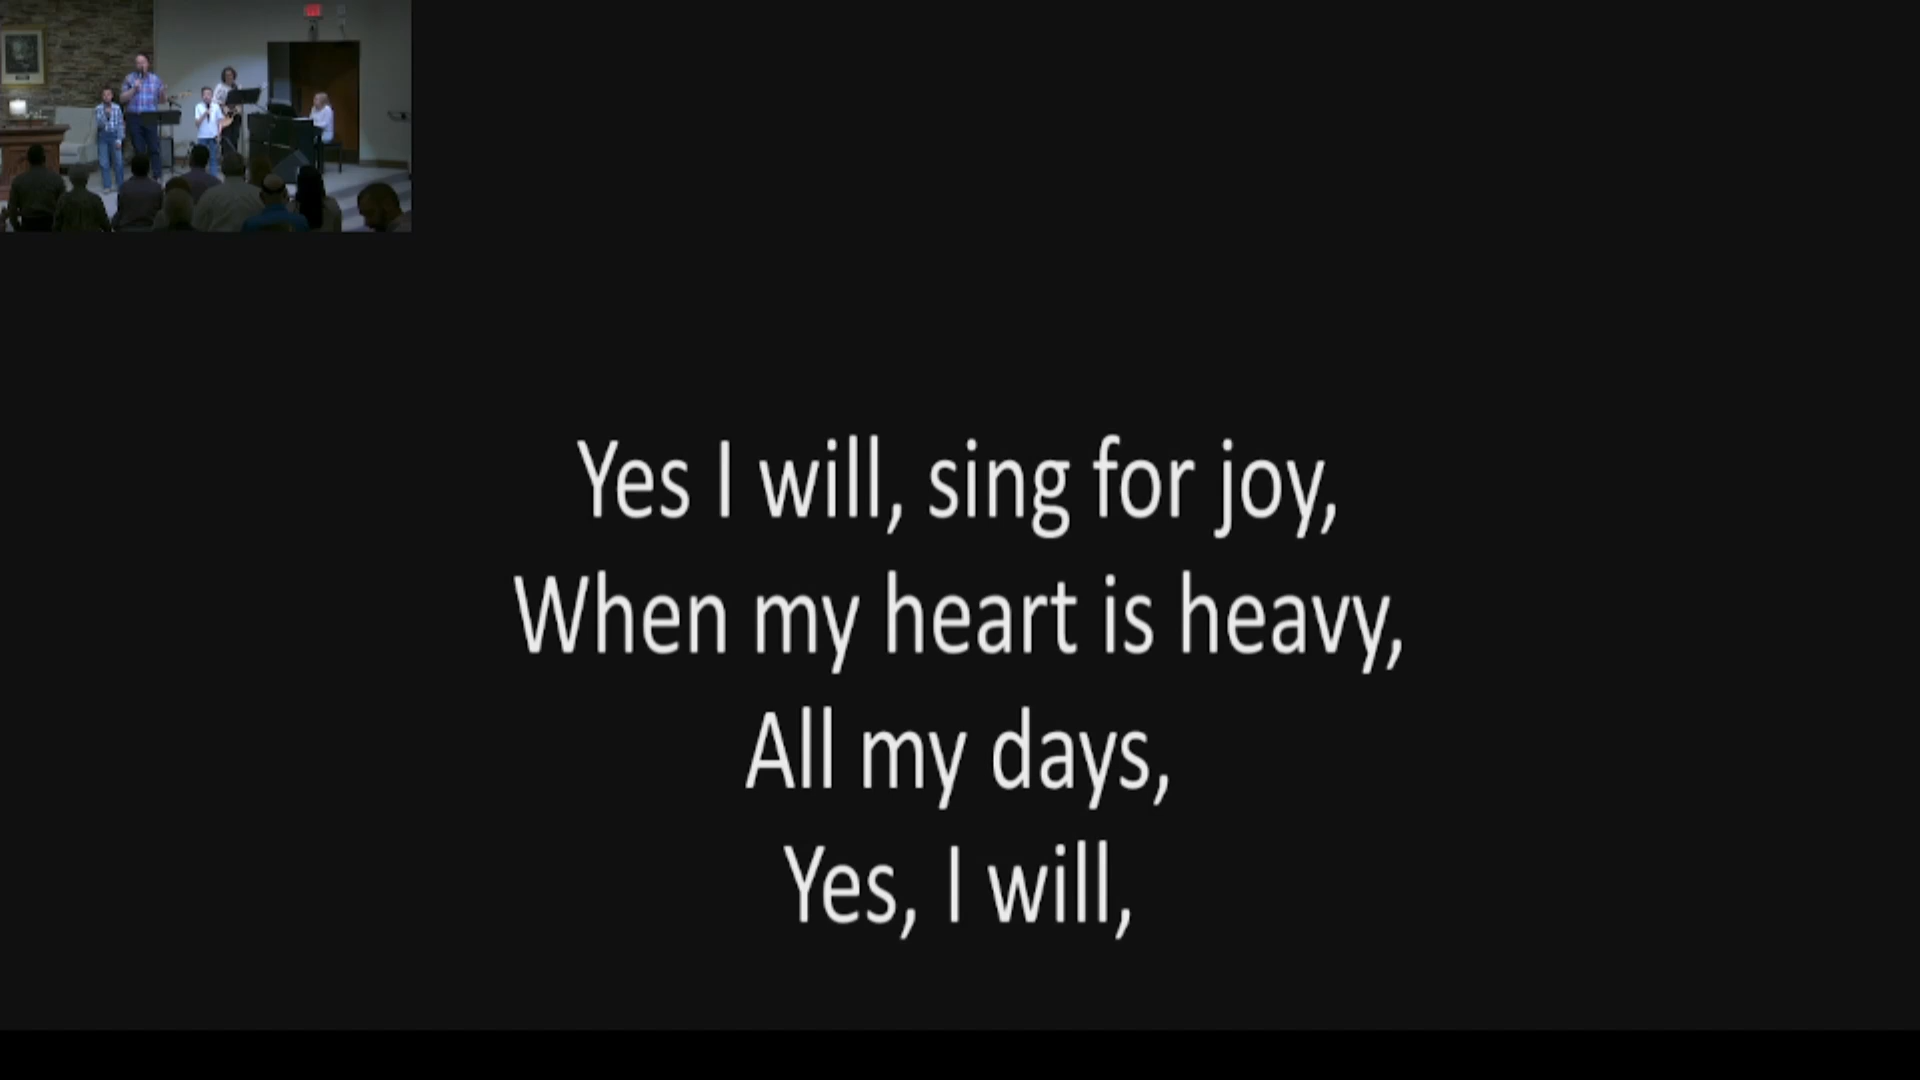 Yes I will, sing for joy,
When my heart is heavy,
All my days,
Yes, I will,